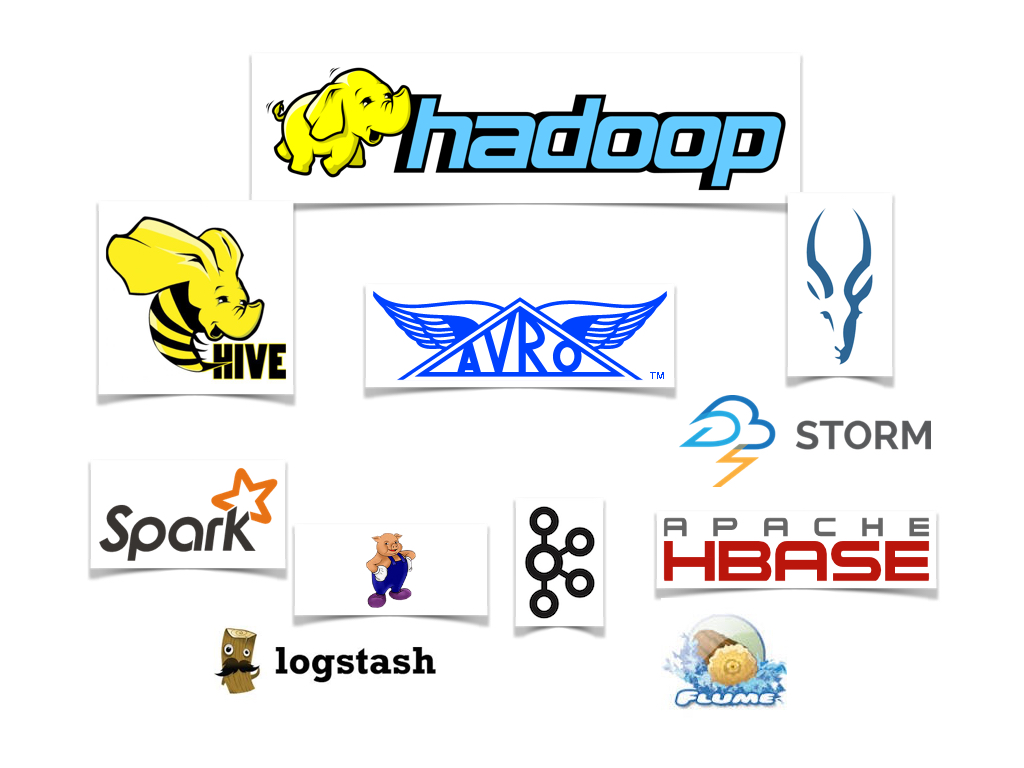 hadoop
HIVE
AVRO
TM
STORM
Spark
APACHE
HBASE
logstash
FLUME